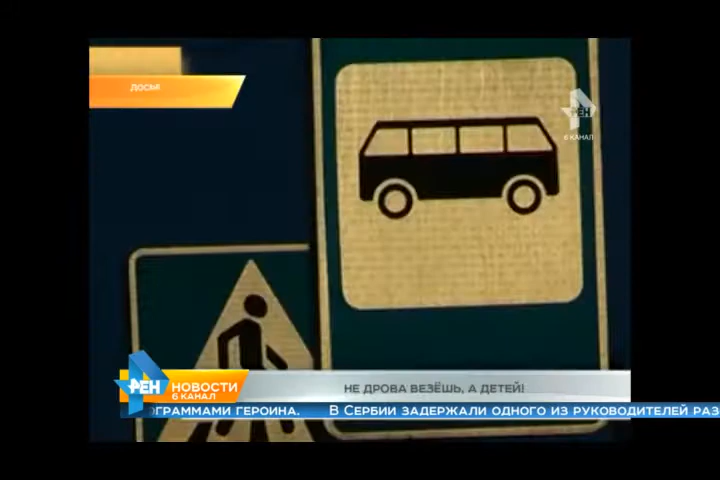 ДОСЬЕ
РЕН
6 КАНАЛ
РЕН
НОВОСТИ
6 КАНАЛ
НЕ ДРОВА ВЕЗЁШЬ, А ДЕТЕЙ!
ОГРАММАМИ ГЕРОИНА. В СЕРБИИ ЗАДЕРЖАЛИ ОДНОГО ИЗ РУКОВОДИТЕЛЕЙ РАЗ